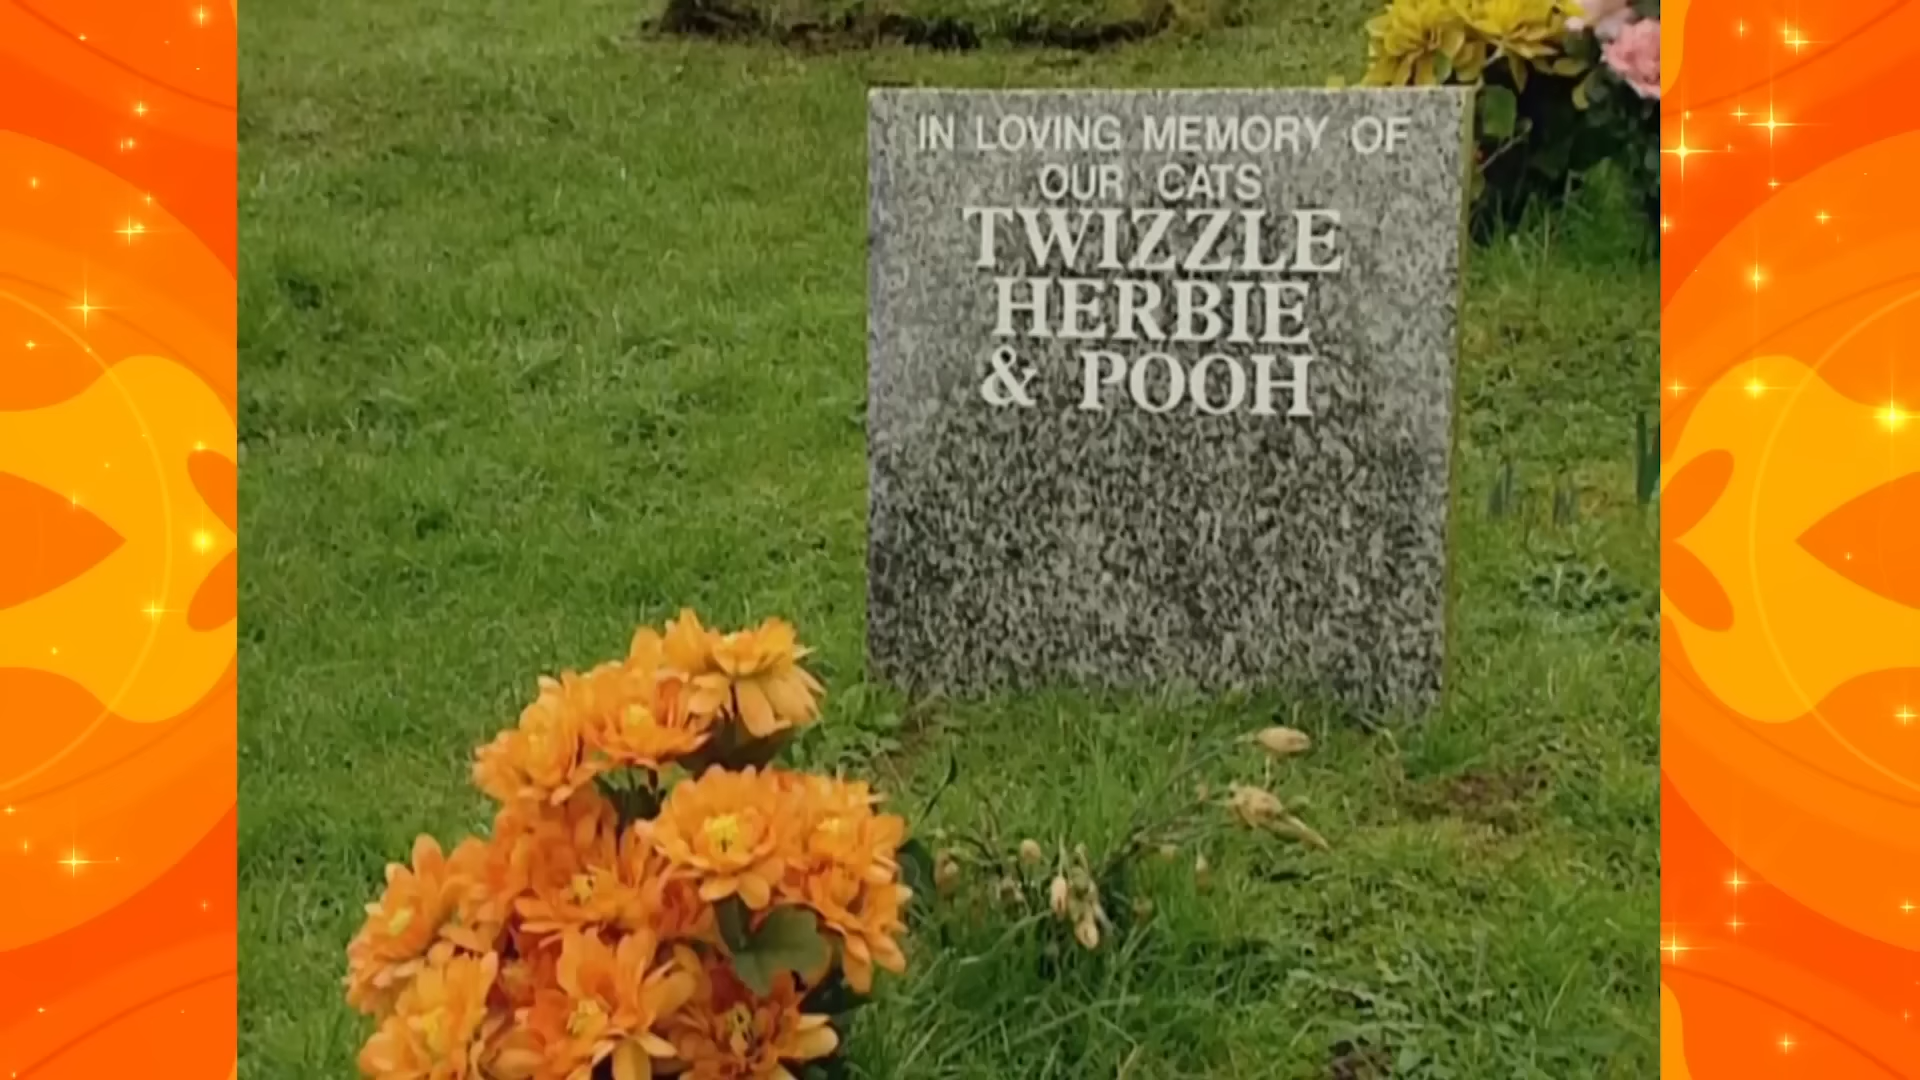 IN LOVING MEMORY OF
OUR CATS
TWIZZLE
HERBIE
& POOH